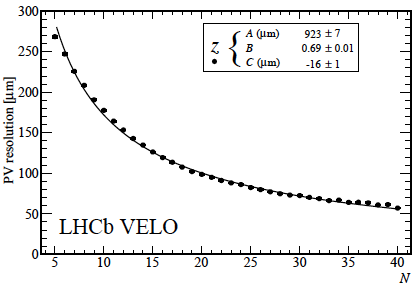 300
250
200
150
100
50
0
PV resolution [μm]
z
A (μm) 923 ± 7
B 0.69 ± 0.01
C (μm) -16 ± 1
LHCb VELO
5 10 15 20 25 30 35 40
N